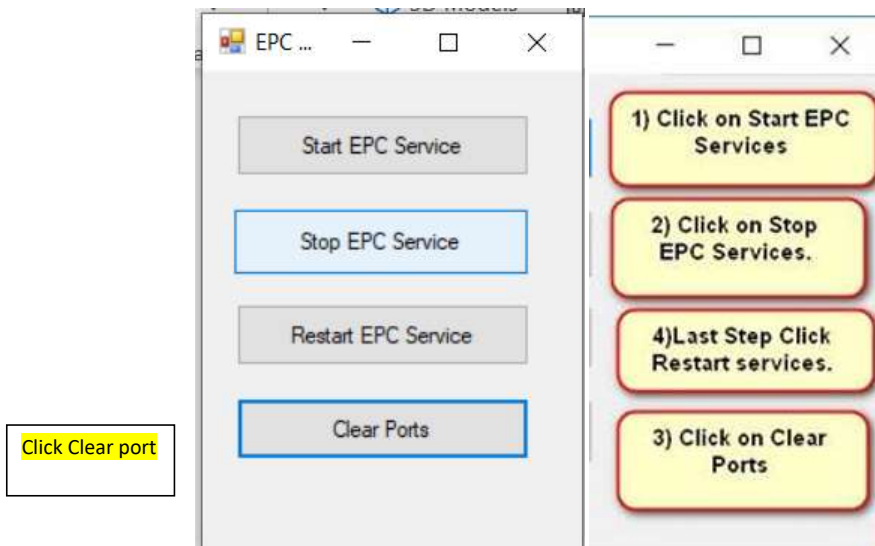 3D Models
EPC ...
Start EPC Service
Stop EPC Service
Restart EPC Service
Clear Ports
Click Clear port
1) Click on Start EPC
Services
2) Click on Stop
EPC Services.
4)Last Step Click
Restart services.
3) Click on Clear
Ports